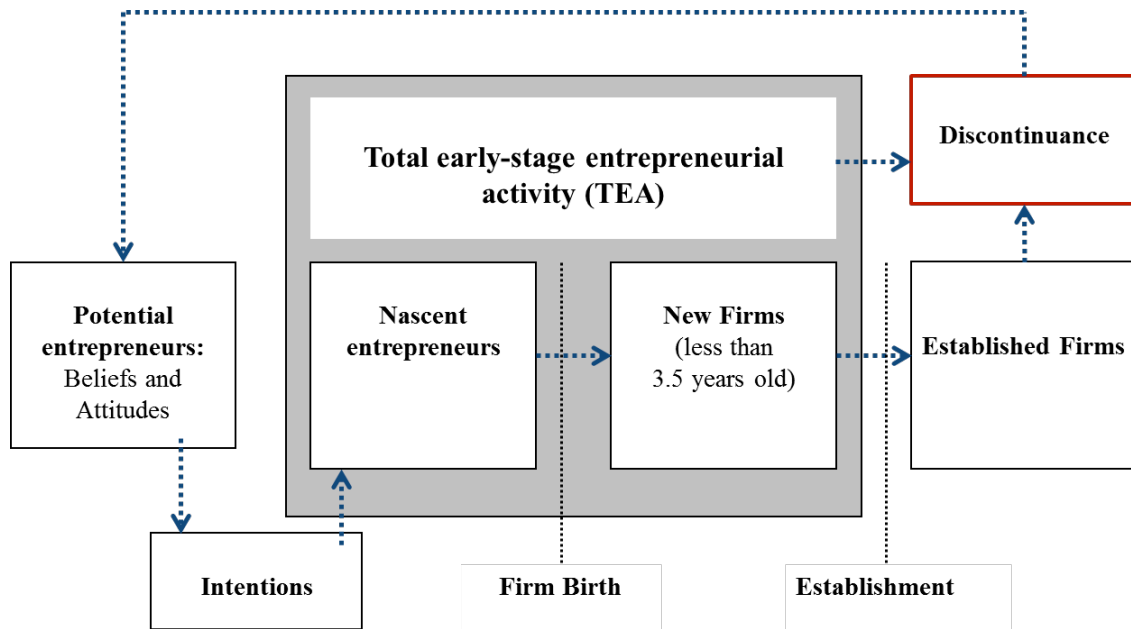 Total early-stage entrepreneurial
activity (TEA)
Discontinuance
Potential
entrepreneurs:
Beliefs and
Attitudes
Nascent
entrepreneurs
New Firms
(less than
3.5 years old)
Established Firms
Intentions
Firm Birth
Establishment